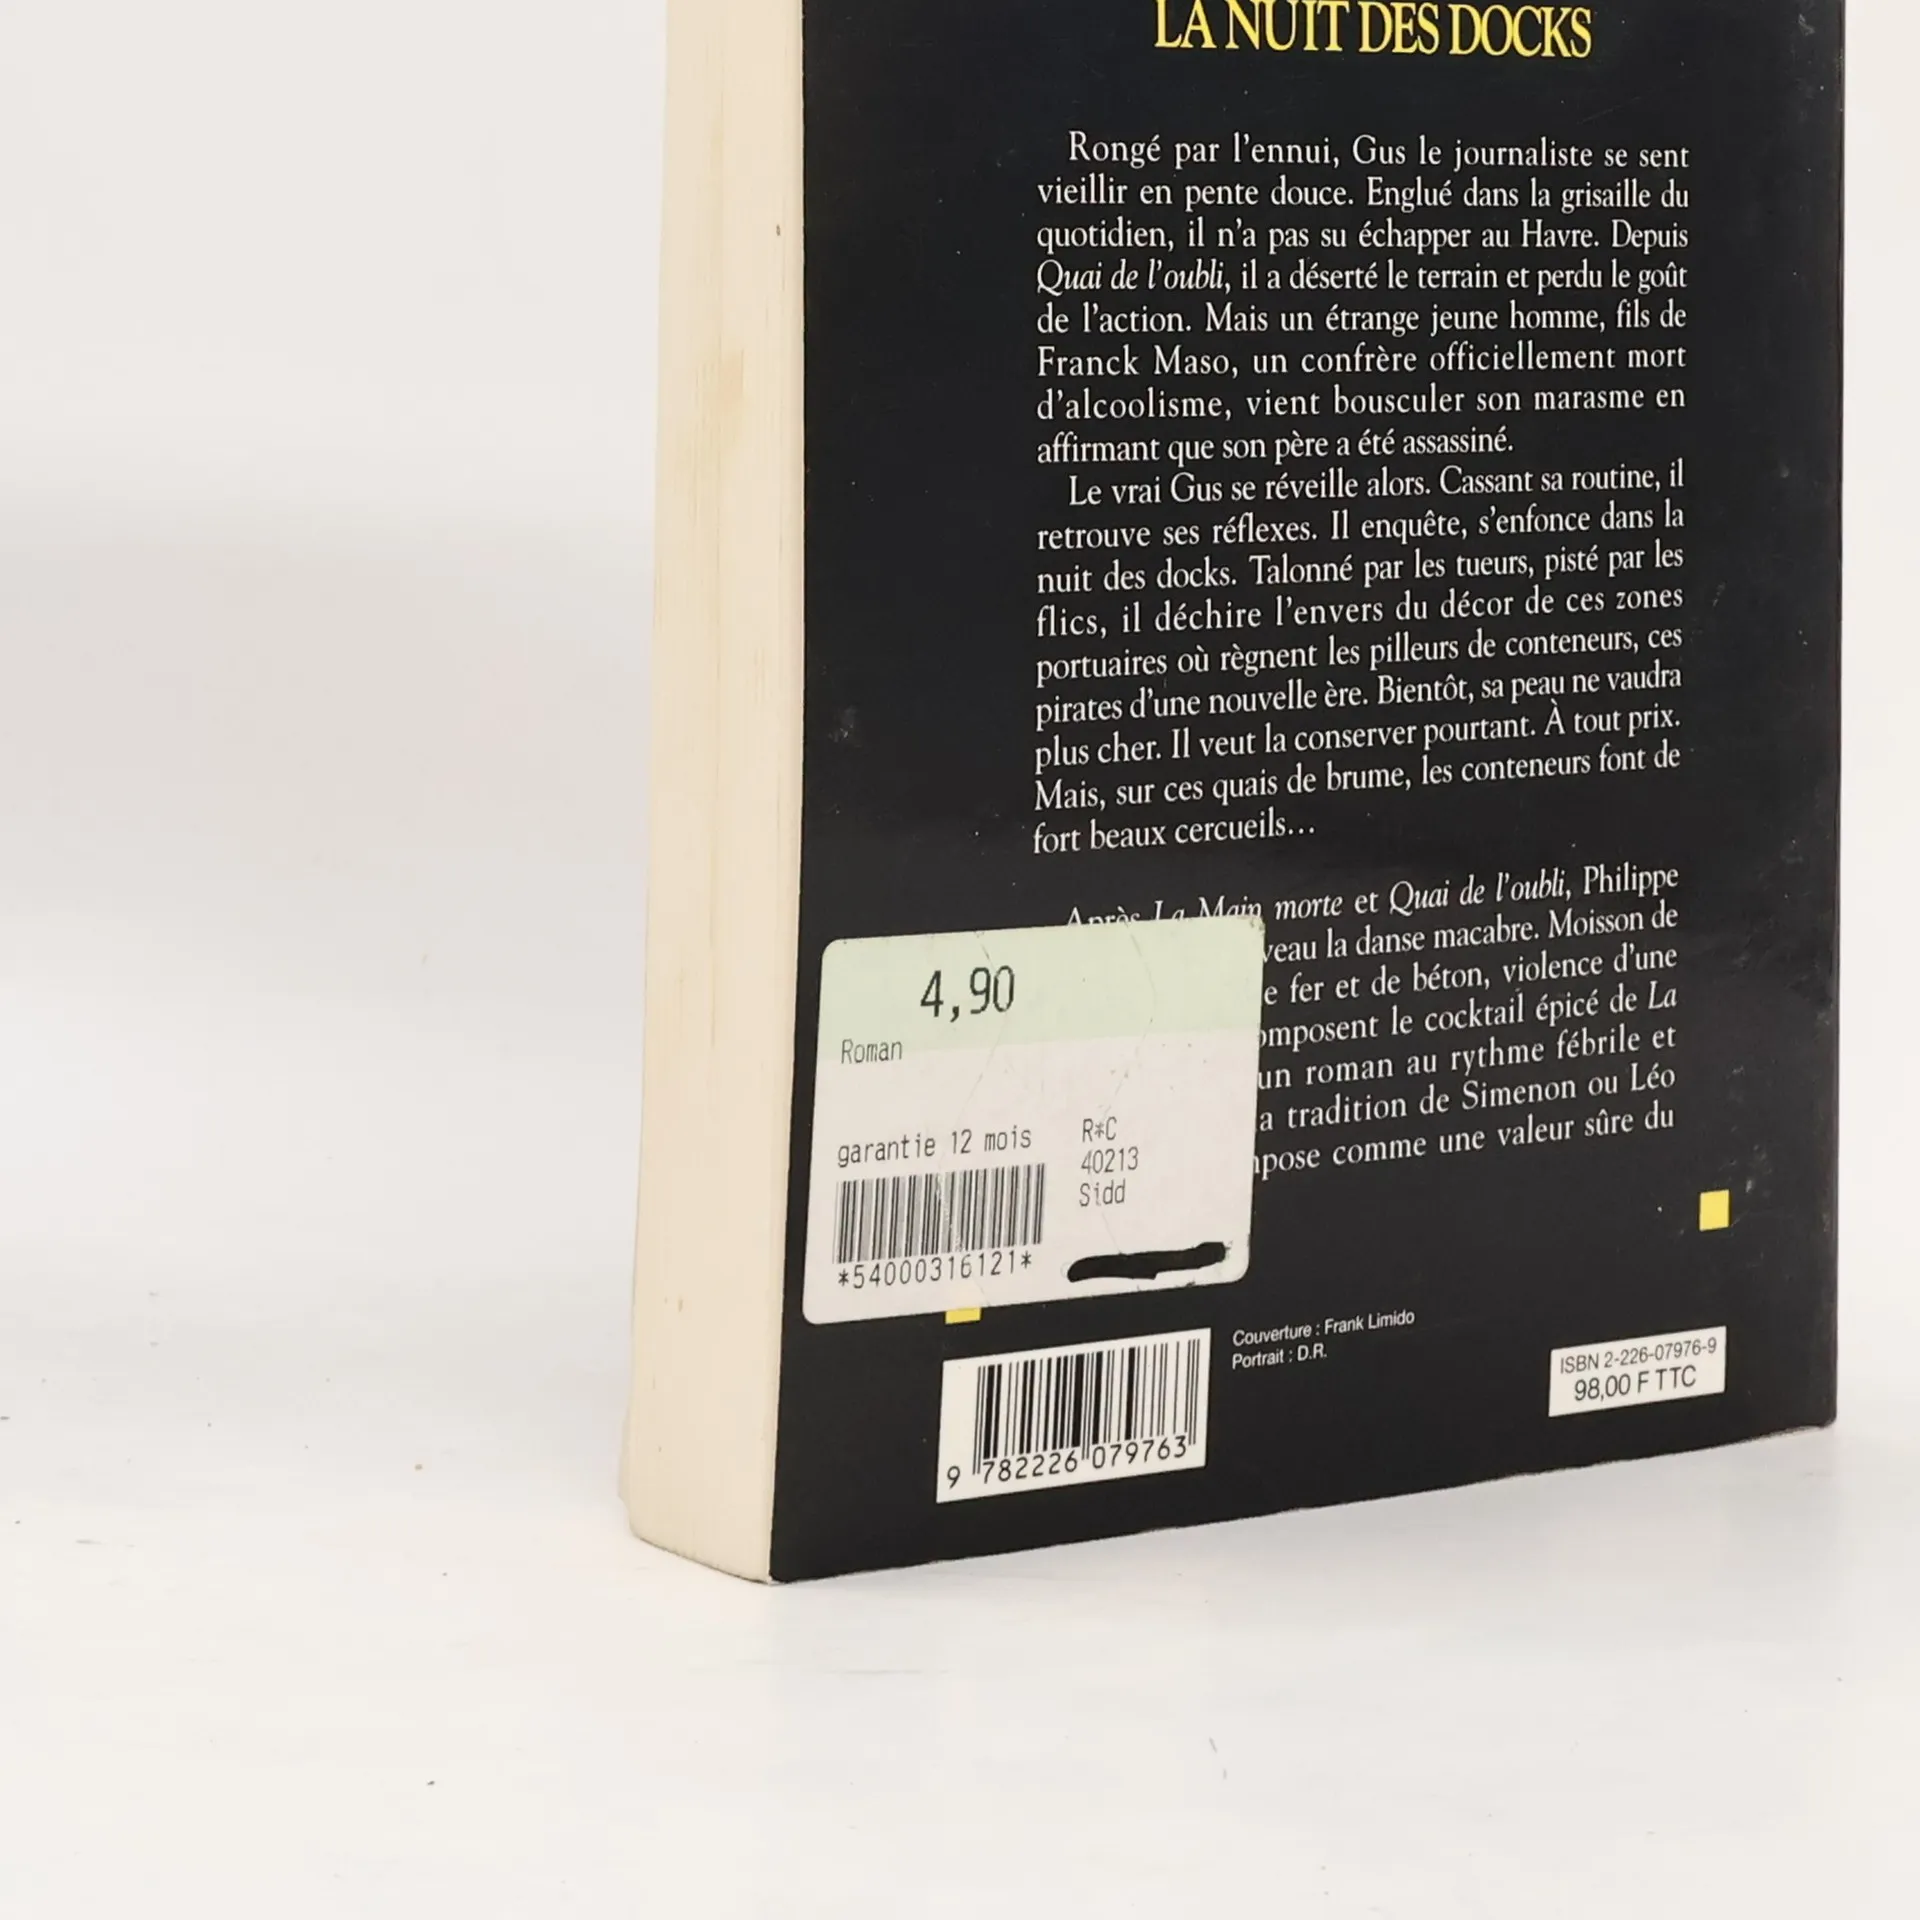 LA NUIT DES DOCKS
Rongé par l'ennui, Gus le journaliste se sent
vieillir en pente douce. Englué dans la grisaille du
quotidien, il n'a pas su échapper au Havre. Depuis
Quai de l'oubli, il a déserté le terrain et perdu le goût
de l'action. Mais un étrange jeune homme, fils de
Franck Maso, un confrère officiellement mort
d'alcoolisme, vient bousculer son marasme en
affirmant que son père a été assassiné.
Le vrai Gus se réveille alors. Cassant sa routine, il
retrouve ses réflexes. Il enquête, s'enfonce dans la
nuit des docks. Talonné par les tueurs, pisté par les
flics, il déchire l'envers du décor de ces zones
portuaires où règnent les pilleurs de conteneurs, ces
pirates d'une nouvelle ère. Bientôt, sa peau ne vaudra
plus cher. Il veut la conserver pourtant. À tout prix.
Mais, sur ces quais de brume, les conteneurs font de
fort beaux cercueils...
Après La Main morte et Quai de l'oubli, Philippe
veau la danse macabre. Moisson de
e fer et de béton, violence d'une
omposent le cocktail épicé de La
un roman au rythme fébrile et
a tradition de Simenon ou Léo
pose comme une valeur sûre du
4,90
Roman
garantie 12 mois
R*C
40213
Sidd
*54000316121*
Couverture : Frank Limido
Portrait : D.R.
ISBN 2-226-07976-9
98,00 F TTC
9 782226 079763